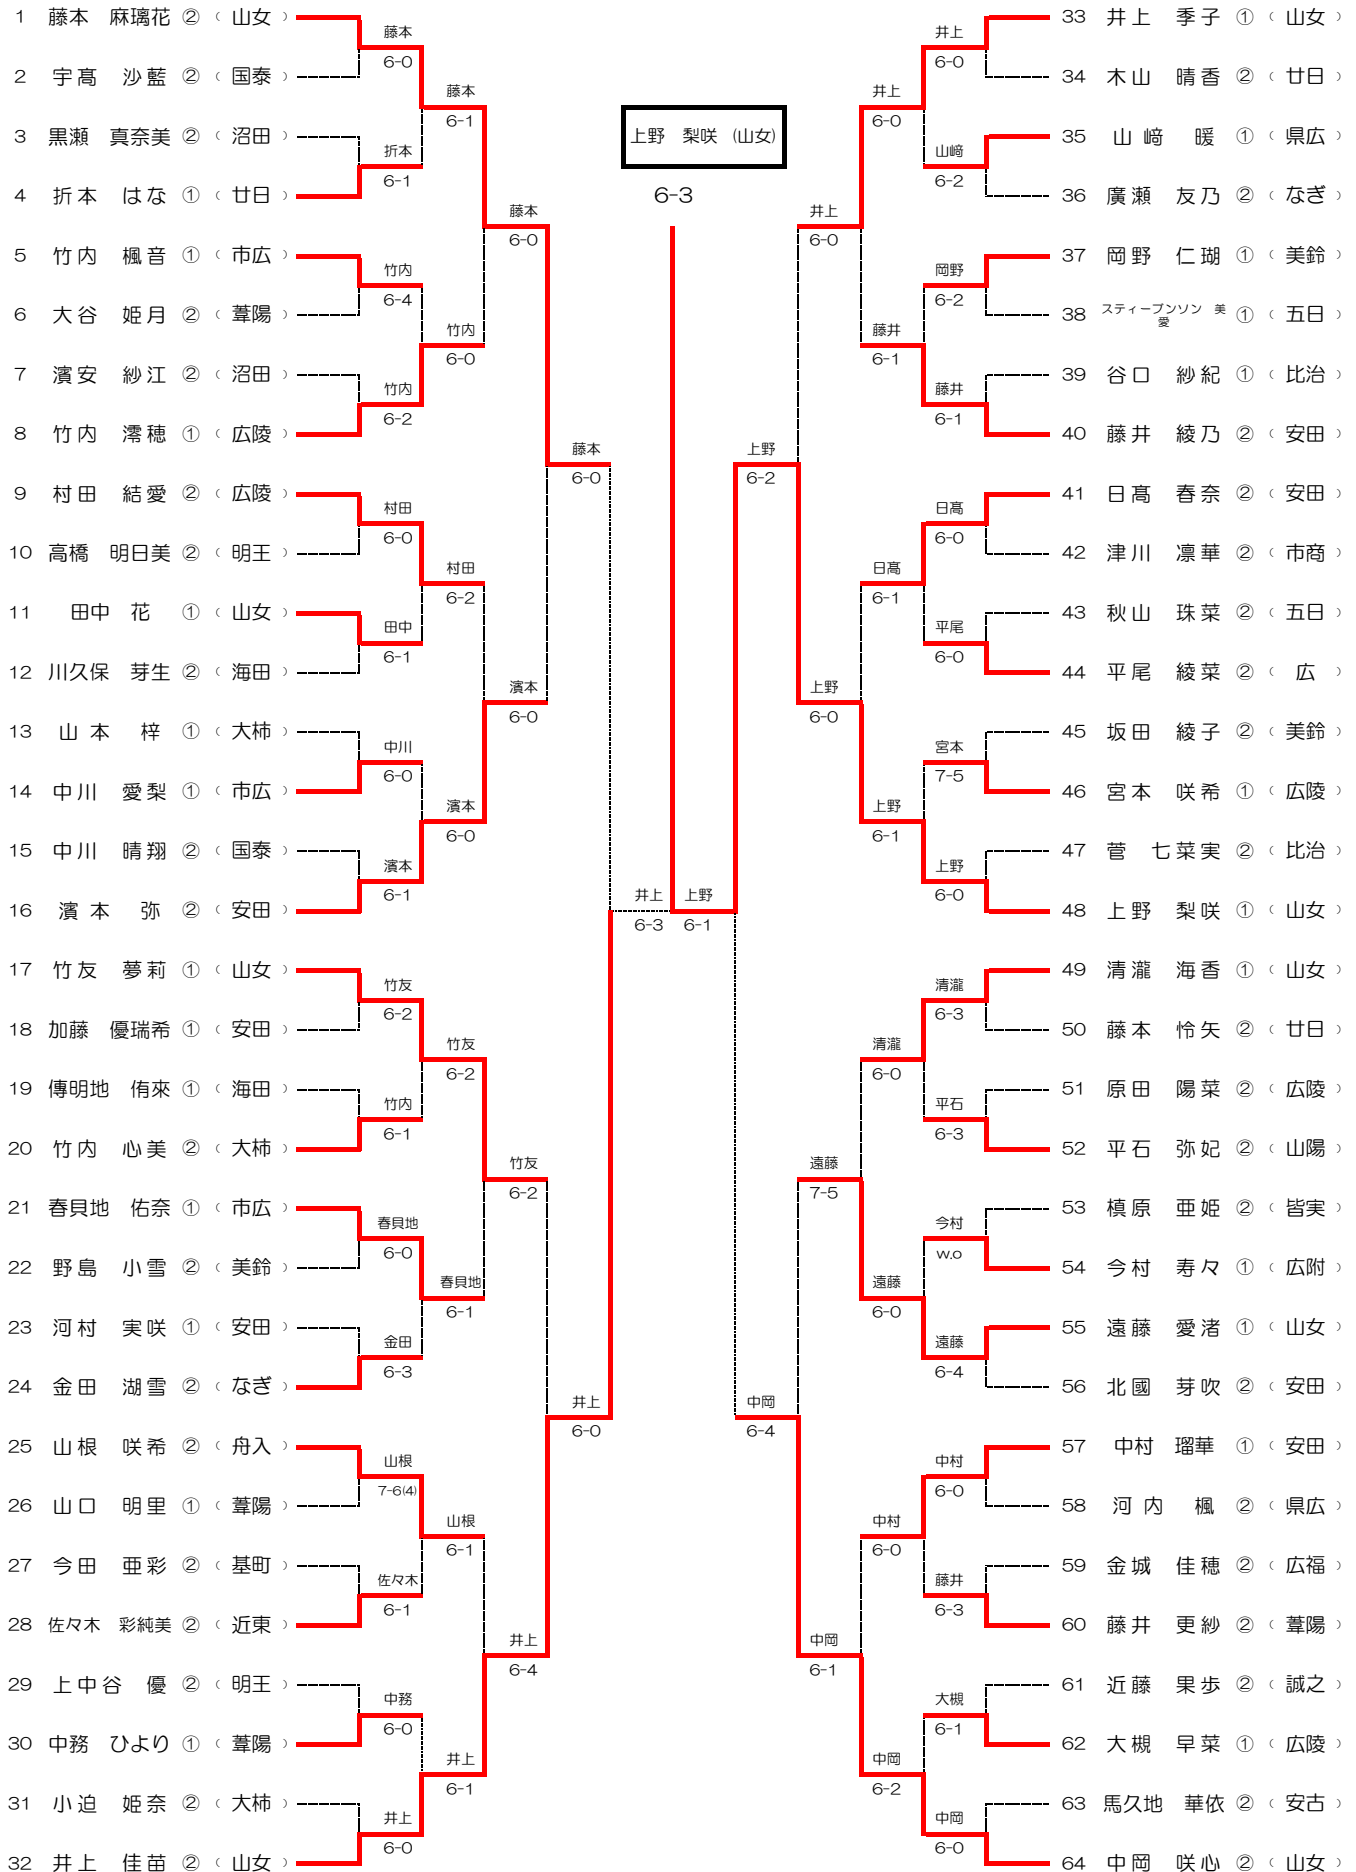 1 藤本 麻璃花 ② （ 山女 ）
2 宇髙 沙藍 ② （ 国泰 ）
3 黒瀬 真奈美 ② （ 沼田 ）
4 折本 はな ① （ 廿日 ）
5 竹内 楓音 ① （ 市広 ）
6 大谷 姫月 ② （ 葦陽 ）
7 濱安 紗江 ② （ 沼田 ）
8 竹内 澪穂 ① （ 広陵 ）
9 村田 結愛 ② （ 広陵 ）
10 高橋 明日美 ② （ 明王 ）
11 田中 花 ① （ 山女 ）
12 川久保 芽生 ② （ 海田 ）
13 山本 梓 ① （ 大柿 ）
14 中川 愛梨 ① （ 市広 ）
15 中川 晴翔 ② （ 国泰 ）
16 濱本 弥 ② （ 安田 ）
17 竹友 夢莉 ① （ 山女 ）
18 加藤 優瑞希 ① （ 安田 ）
19 傳明地 侑來 ① （ 海田 ）
20 竹内 心美 ② （ 大柿 ）
21 春貝地 佑奈 ① （ 市広 ）
22 野島 小雪 ② （ 美鈴 ）
23 河村 実咲 ① （ 安田 ）
24 金田 湖雪 ② （ なぎ ）
25 山根 咲希 ② （ 舟入 ）
26 山口 明里 ① （ 葦陽 ）
27 今田 亜彩 ② （ 基町 ）
28 佐々木 彩純美 ② （ 近東 ）
29 上中谷 優 ② （ 明王 ）
30 中務 ひより ① （ 葦陽 ）
31 小迫 姫奈 ② （ 大柿 ）
32 井上 佳苗 ② （ 山女 ）
藤本
6-0
折本
6-1
竹内
6-4
竹内
6-2
村田
6-0
田中
6-1
中川
6-0
濱本
6-1
竹友
6-2
竹内
6-1
春貝地
6-0
金田
6-3
山根
7-6(4)
佐々木
6-1
中務
6-0
井上
6-0
藤本
6-1
竹内
6-0
村田
6-2
濱本
6-0
竹友
6-2
春貝地
6-1
山根
6-1
井上
6-1
藤本
6-0
濱本
6-0
竹友
6-2
井上
6-4
藤本
6-0
井上
6-0
井上
6-3
上野 梨咲 （山女）
6-3
上野
6-1
上野
6-2
中岡
6-4
井上
6-0
上野
6-0
遠藤
7-5
中岡
6-1
井上
6-0
藤井
6-1
日髙
6-1
上野
6-1
清瀧
6-0
遠藤
6-0
中村
6-0
中岡
6-2
井上
6-0
山﨑
6-2
岡野
6-2
藤井
6-1
日髙
6-0
平尾
6-0
宮本
7-5
上野
6-0
清瀧
6-3
平石
6-3
今村
w.o
遠藤
6-4
中村
6-0
藤井
6-3
大槻
6-1
中岡
6-0
33 井上 季子 ① （ 山女 ）
34 木山 晴香 ② （ 廿日 ）
35 山﨑 暖 ① （ 県広 ）
36 廣瀬 友乃 ② （ なぎ ）
37 岡野 仁瑚 ① （ 美鈴 ）
38 スティーブンソン 美愛 ① （ 五日 ）
39 谷口 紗紀 ① （ 比治 ）
40 藤井 綾乃 ② （ 安田 ）
41 日髙 春奈 ② （ 安田 ）
42 津川 凛華 ② （ 市商 ）
43 秋山 珠菜 ② （ 五日 ）
44 平尾 綾菜 ② （ 広 ）
45 坂田 綾子 ② （ 美鈴 ）
46 宮本 咲希 ① （ 広陵 ）
47 菅 七菜実 ② （ 比治 ）
48 上野 梨咲 ① （ 山女 ）
49 清瀧 海香 ① （ 山女 ）
50 藤本 怜矢 ② （ 廿日 ）
51 原田 陽菜 ② （ 広陵 ）
52 平石 弥妃 ② （ 山陽 ）
53 槙原 亜姫 ② （ 皆実 ）
54 今村 寿々 ① （ 広附 ）
55 遠藤 愛渚 ① （ 山女 ）
56 北國 芽吹 ② （ 安田 ）
57 中村 瑠華 ① （ 安田 ）
58 河内 楓 ② （ 県広 ）
59 金城 佳穂 ② （ 広福 ）
60 藤井 更紗 ② （ 葦陽 ）
61 近藤 果歩 ② （ 誠之 ）
62 大槻 早菜 ① （ 広陵 ）
63 馬久地 華依 ② （ 安古 ）
64 中岡 咲心 ② （ 山女 ）